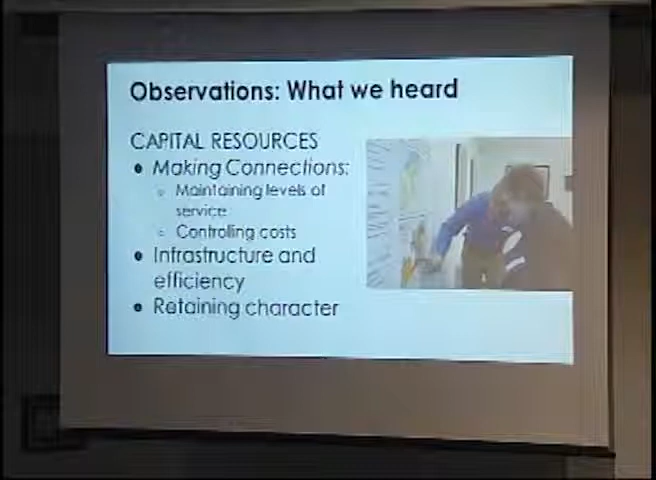 Observations: What we heard
CAPITAL RESOURCES
• Making Connections:
○ Maintaining levels of
service
○ Controlling costs
• Infrastructure and
efficiency
• Retaining character